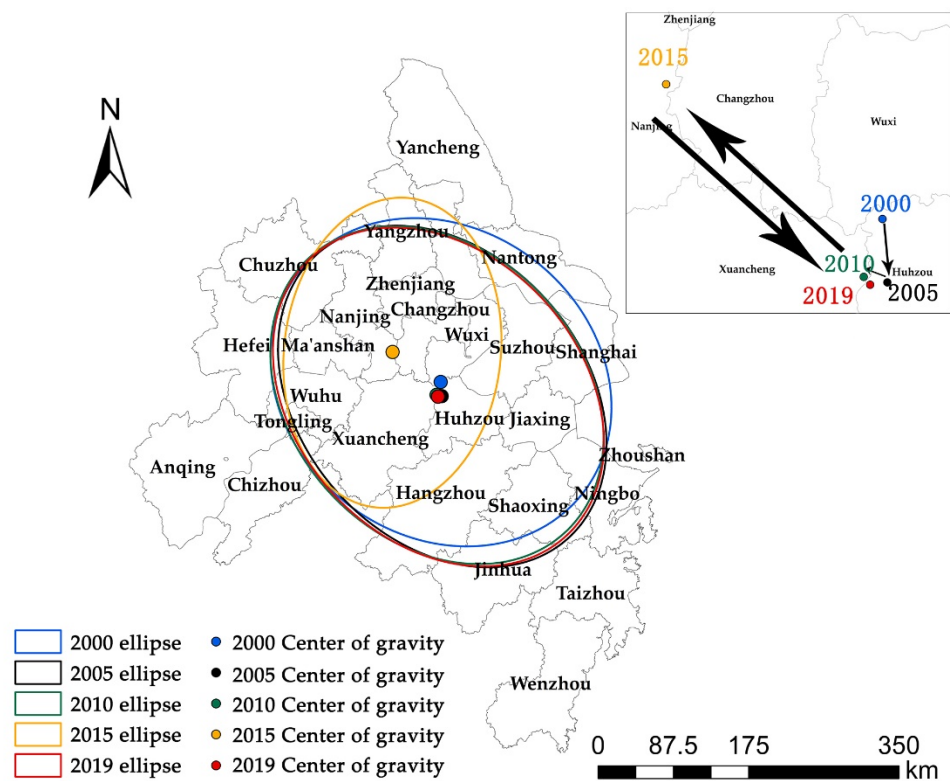 N
Yancheng
Yangzhou
Nantong
Chuzhou
Zhenjiang
Changzhou
Nanjing
Wuxi
Hefei
Ma'anshan
Suzhou
Shanghai
Wuhu
Tongling
Huhzou
Jiaxing
Xuancheng
Zhoushan
Anqing
Chizhou
Hangzhou
Ningbo
Shaoxing
Jinhua
Taizhou
Wenzhou
Zhenjiang
2015
Changzhou
Nanjing
Wuxi
2000
Xuancheng
2010
Huhzou
2019
2005
2000 ellipse
2000 Center of gravity
2005 ellipse
2005 Center of gravity
2010 ellipse
2010 Center of gravity
2015 ellipse
2015 Center of gravity
2019 ellipse
2019 Center of gravity
0 87.5 175 350
km